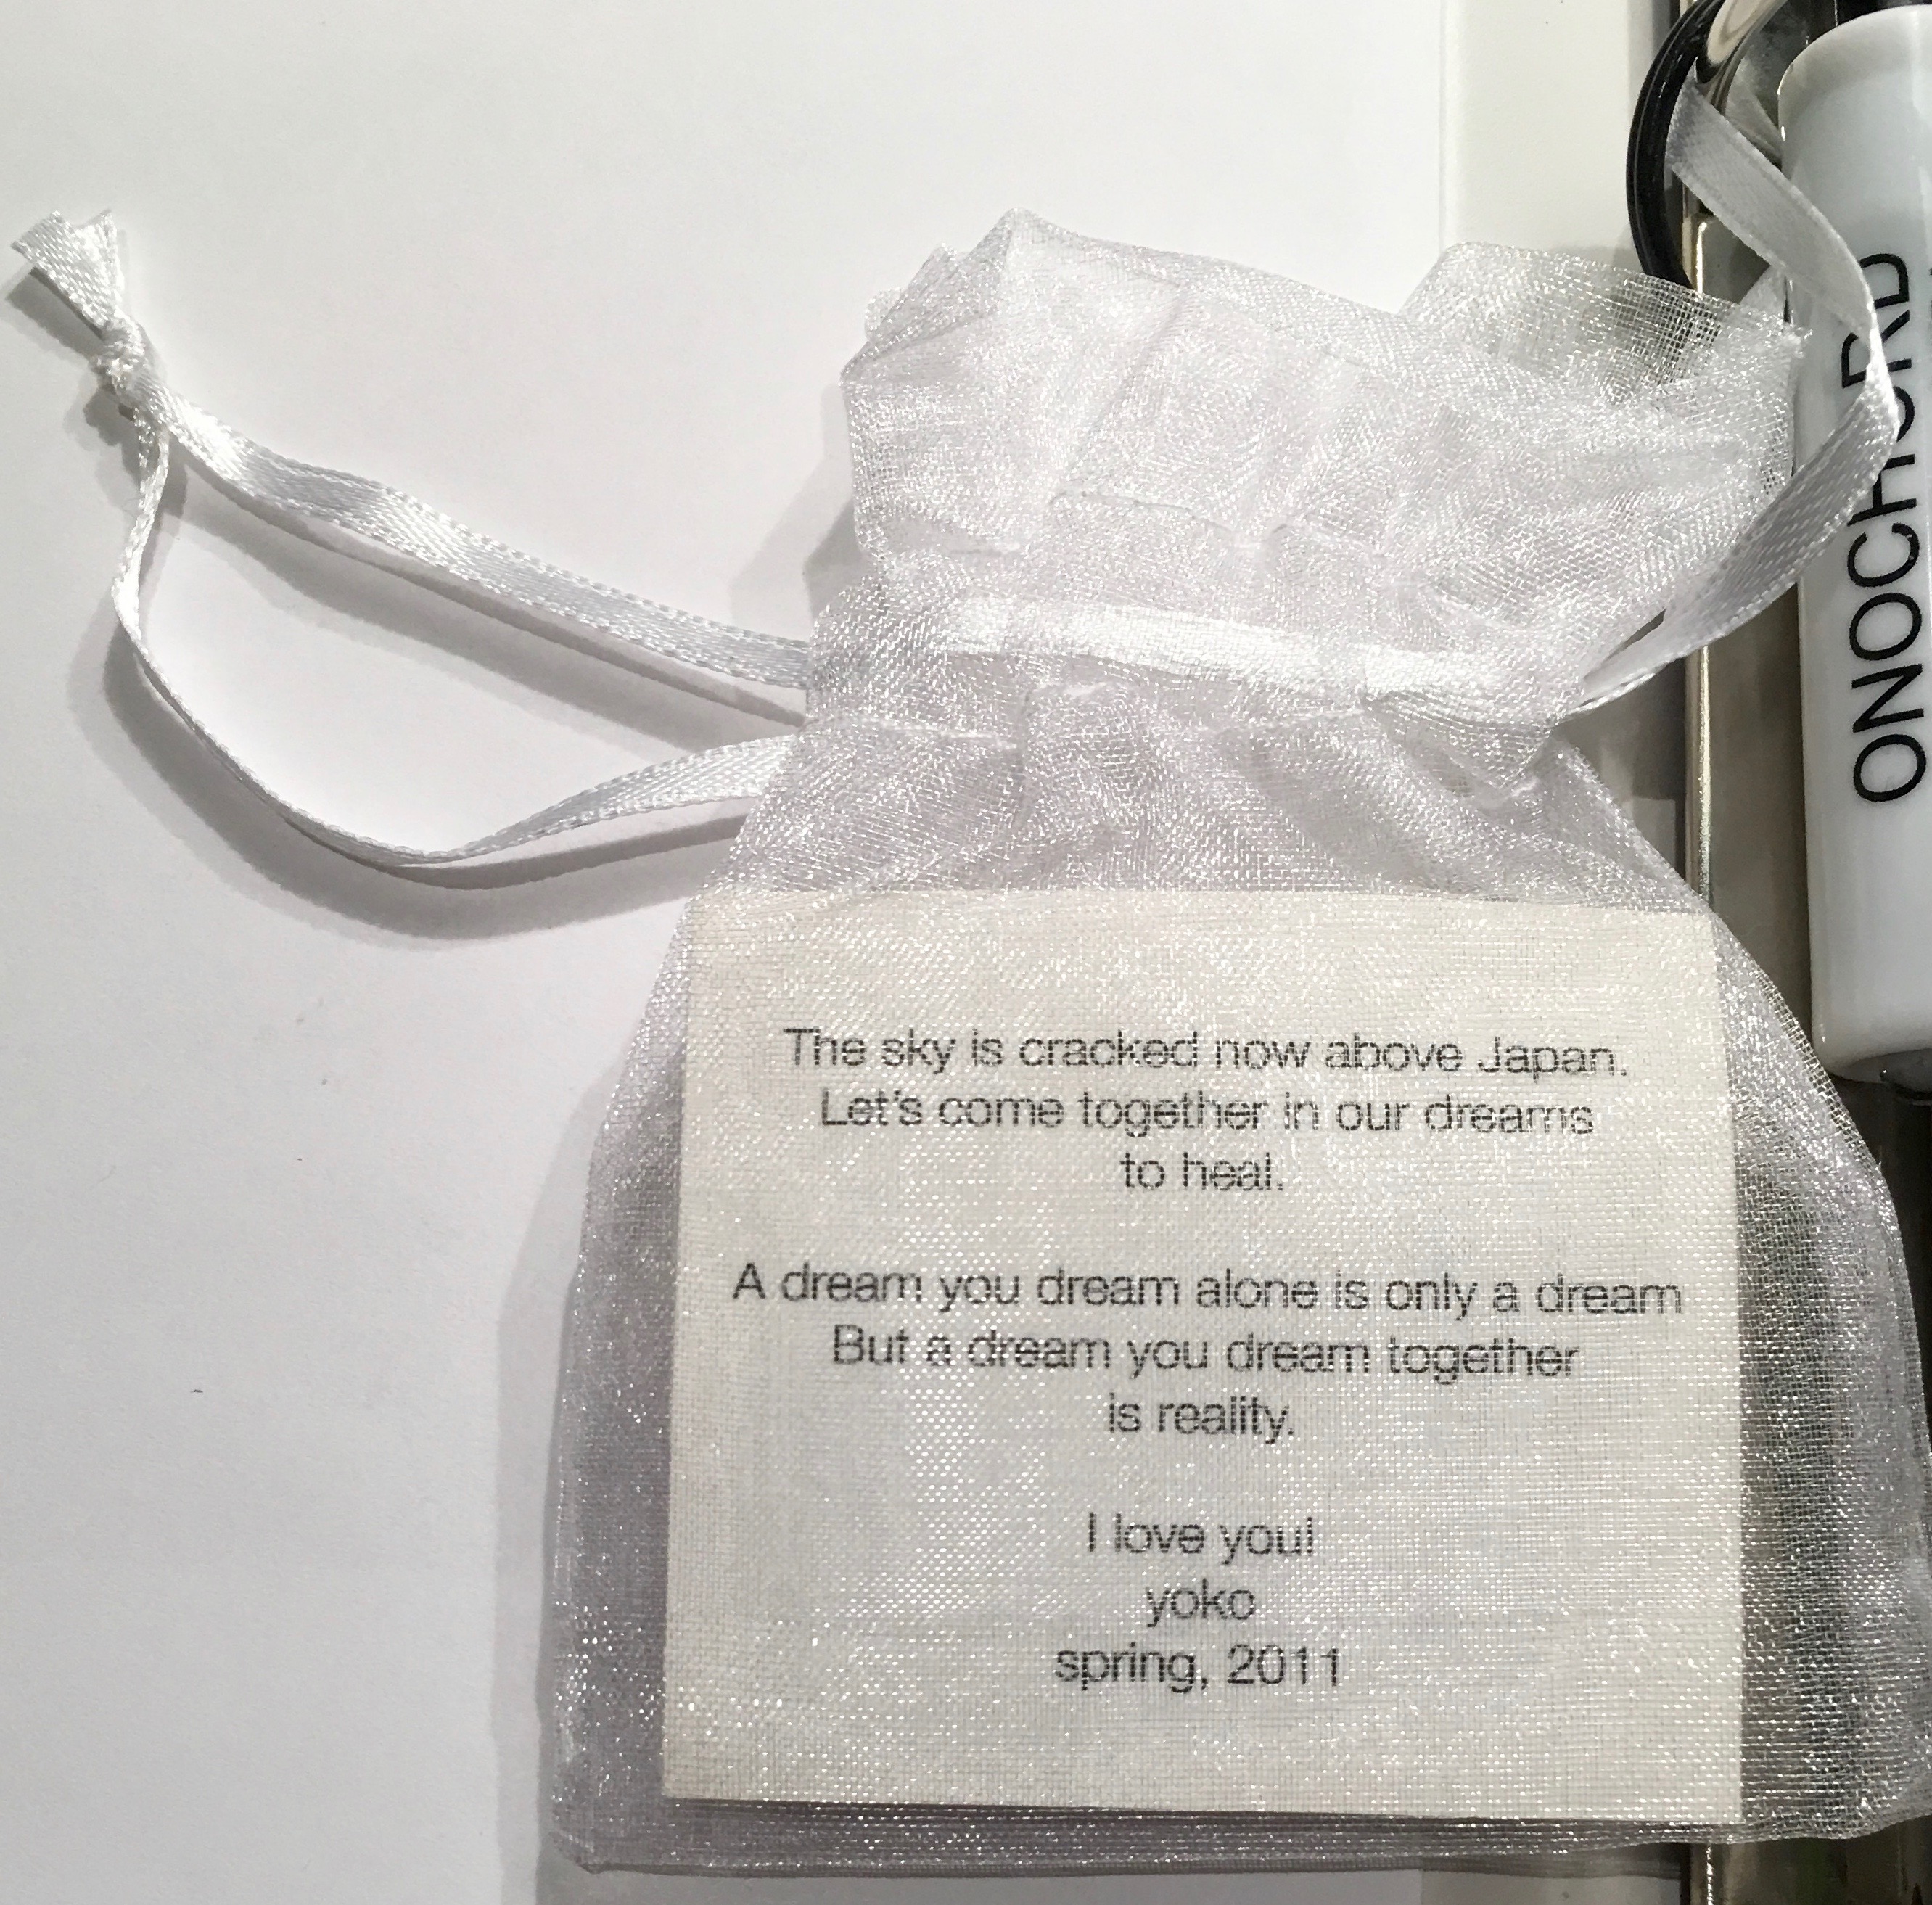 The sky is cracked now above Japan.
Let's come together in our dreams
to heal.
A dream you dream alone is only a dream
But a dream you dream together
is reality.
I love you!
yoko
spring, 2011
ONOCHORD